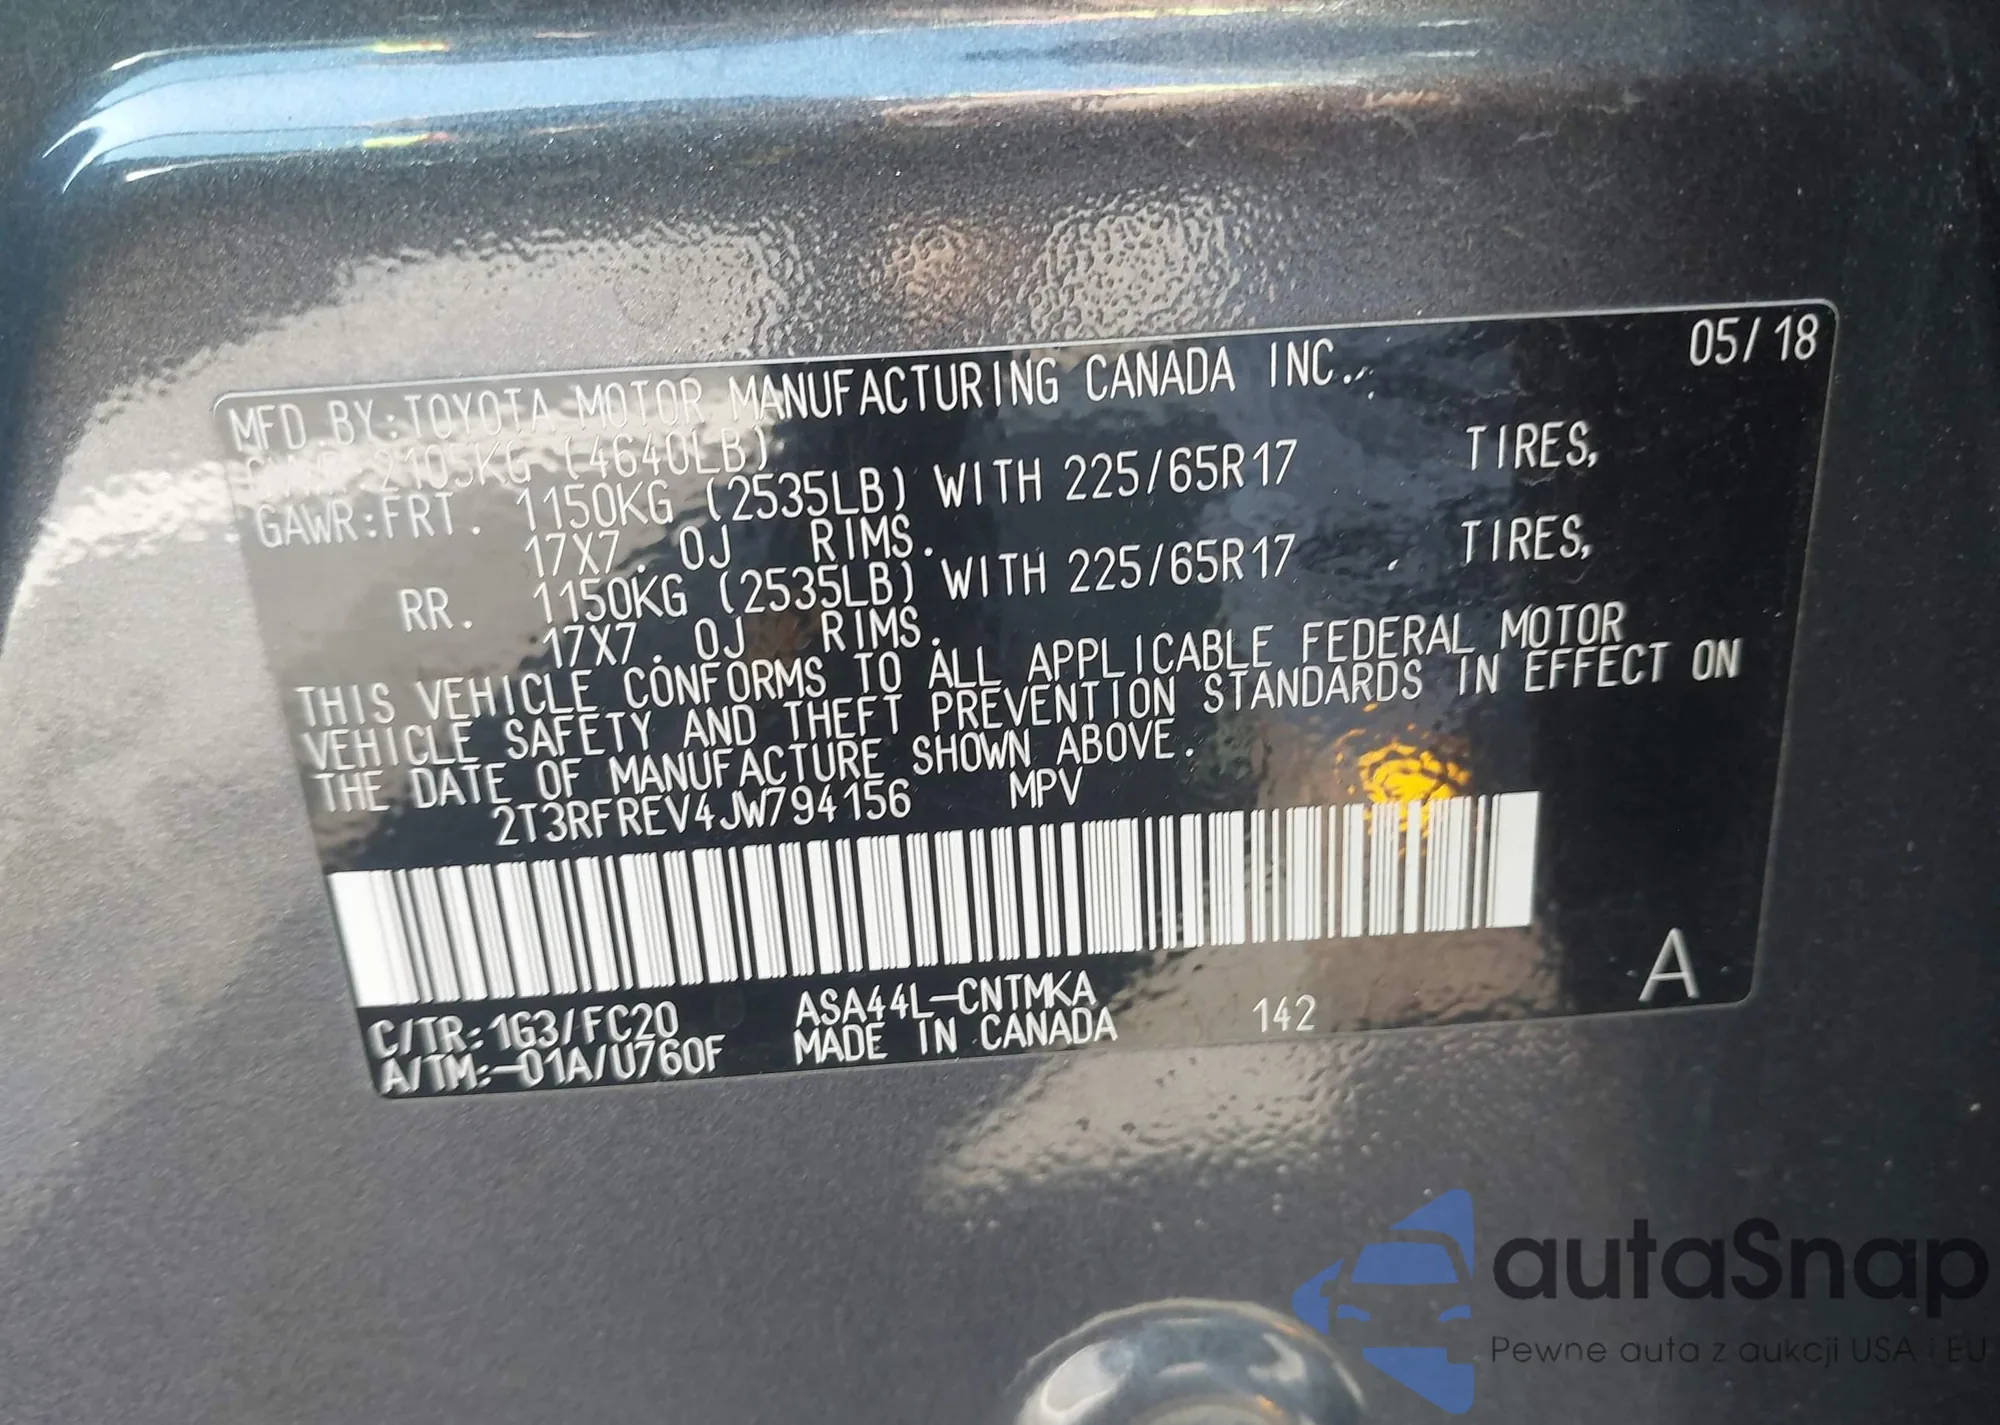 05/18
MFD.BY:TOYOTA MOTOR MANUFACTURING CANADA INC.
GVWR 2105KG (4640LB)
GAWR:FRT. 1150KG (2535LB) WITH 225/65R17 TIRES,
17X7.0J RIMS.
RR. 1150KG (2535LB) WITH 225/65R17 TIRES,
17X7.0J RIMS.
THIS VEHICLE CONFORMS TO ALL APPLICABLE FEDERAL MOTOR
VEHICLE SAFETY AND THEFT PREVENTION STANDARDS IN EFFECT ON
THE DATE OF MANUFACTURE SHOWN ABOVE.
2T3RFREV4JW794156 MPV
C/TR:1G3/FC20 ASA44L-CNTMKA
A/TM:-01A/U760F MADE IN CANADA 142 A
autaSnap
Pewne auta z aukcji USA i EU